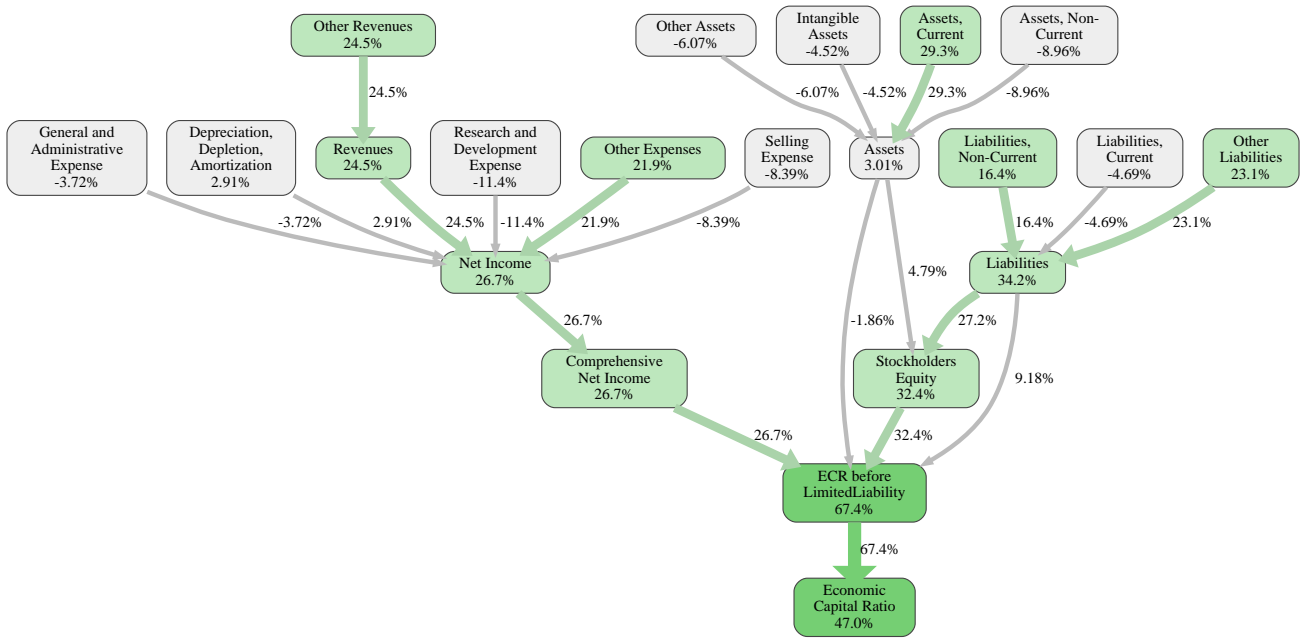 Other Revenues
24.5%
Other Assets
-6.07%
Intangible
Assets
-4.52%
Assets,
Current
29.3%
Assets, Non-
Current
-8.96%
24.5%
-6.07%
-4.52%
29.3%
-8.96%
General and
Administrative
Expense
-3.72%
Depreciation,
Depletion,
Amortization
2.91%
Revenues
24.5%
Research and
Development
Expense
-11.4%
Other Expenses
21.9%
Selling
Expense
-8.39%
Assets
3.01%
Liabilities,
Non-Current
16.4%
Liabilities,
Current
-4.69%
Other
Liabilities
23.1%
-3.72%
2.91%
24.5%
-11.4%
21.9%
-8.39%
16.4%
-4.69%
23.1%
Net Income
26.7%
4.79%
Liabilities
34.2%
26.7%
-1.86%
27.2%
Comprehensive
Net Income
26.7%
Stockholders
Equity
32.4%
9.18%
26.7%
32.4%
ECR before
LimitedLiability
67.4%
67.4%
Economic
Capital Ratio
47.0%